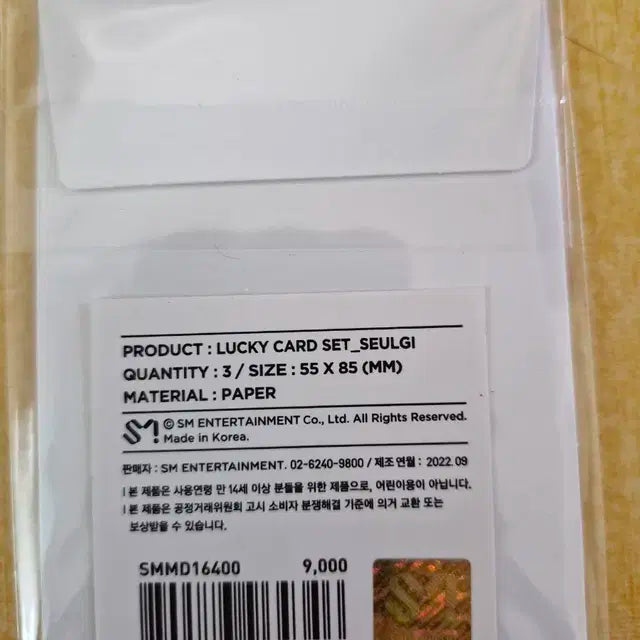 PRODUCT : LUCKY CARD SET_SEULGI
QUANTITY : 3 / SIZE : 55 X 85 (MM)
MATERIAL : PAPER
SM! © SM ENTERTAINMENT Co., Ltd. All Rights Reserved.
Made in Korea.
판매자 : SM ENTERTAINMENT. 02-6240-9800 / 제조 연월 : 2022.09
| 본 제품은 사용연령 만 14세 이상 분들을 위한 제품으로, 어린이용이 아닙니다.
| 본 제품은 공정거래위원회 고시 소비자 분쟁해결 기준에 의거 교환 또는
보상받을 수 있습니다.
SMMD16400 9,000